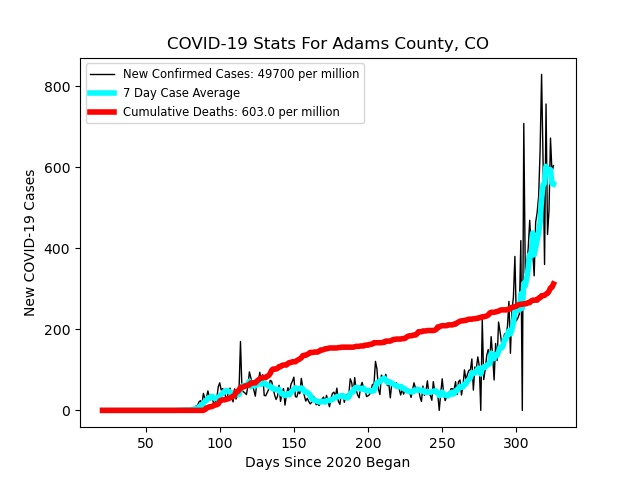 COVID-19 Stats For Adams County, CO
New Confirmed Cases: 49700 per million
7 Day Case Average
Cumulative Deaths: 603.0 per million
New COVID-19 Cases
800
600
400
200
0
50 100 150 200 250 300
Days Since 2020 Began